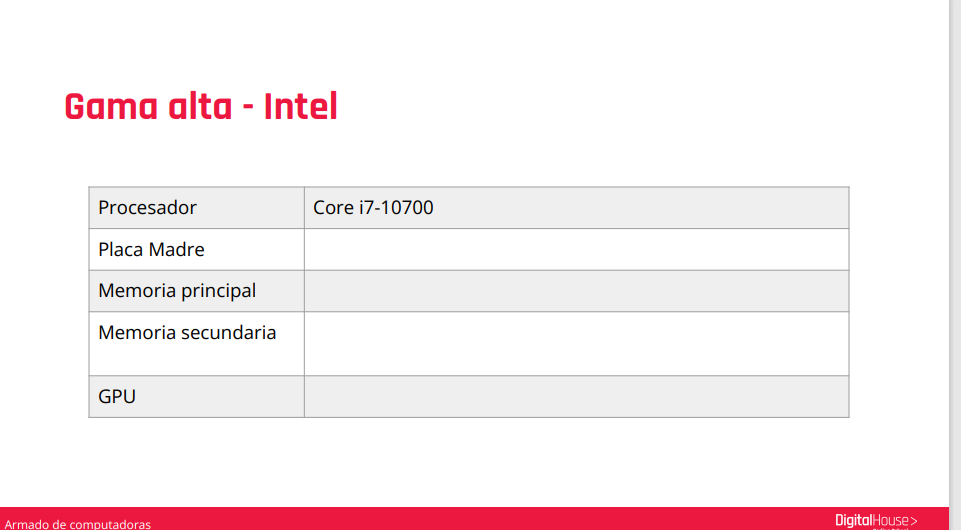 Gama alta - Intel
Procesador Core i7-10700
Placa Madre
Memoria principal
Memoria secundaria
GPU
Armado de computadoras
DigitalHouse>